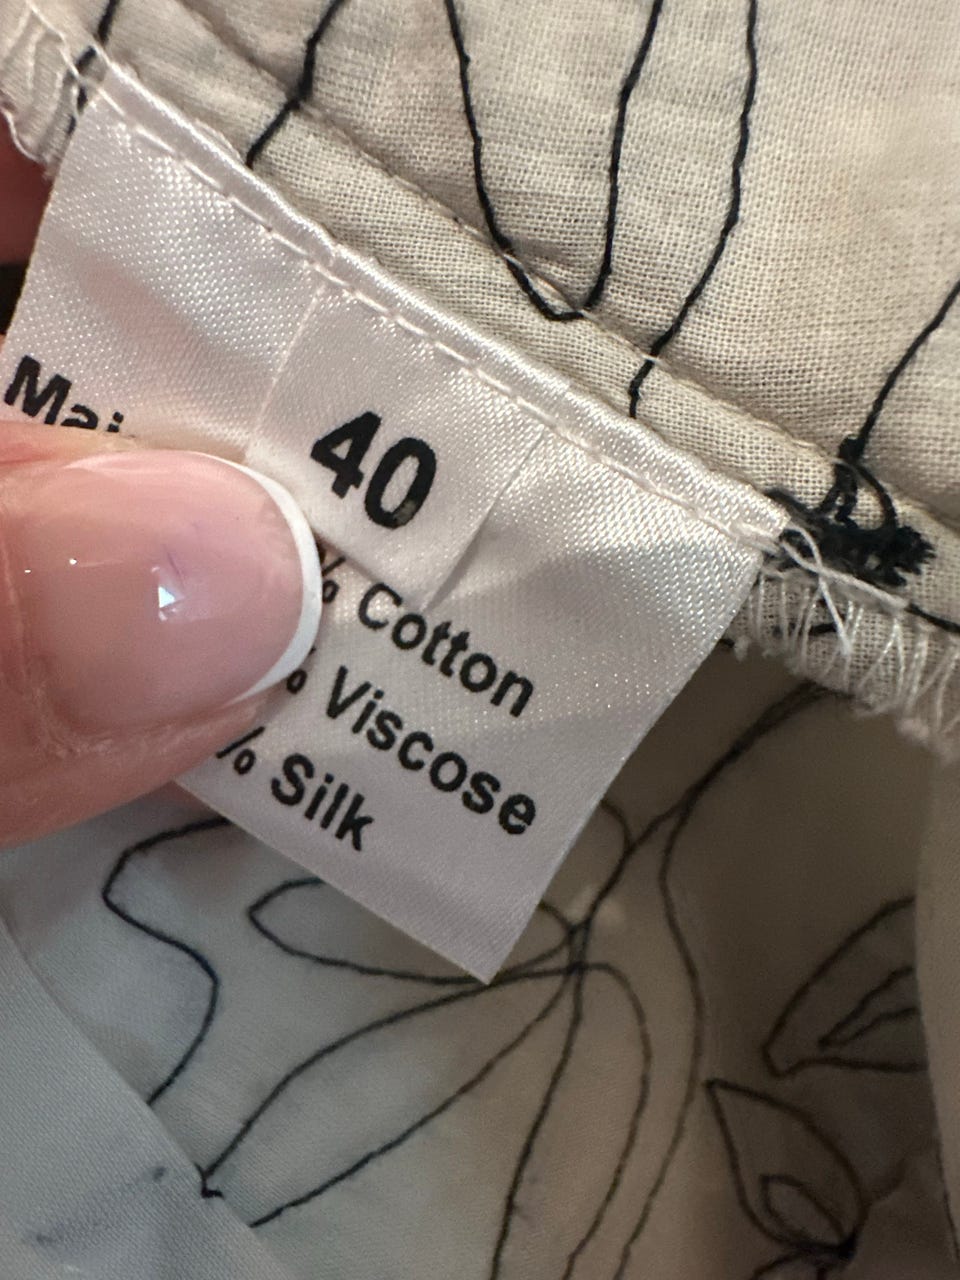 40
% Cotton
% Viscose
% Silk